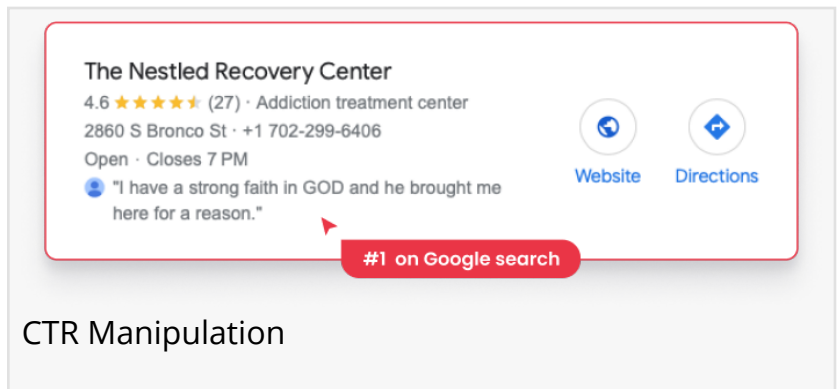 The Nestled Recovery Center
4.6 (27) · Addiction treatment center
2860 S Bronco St · +1 702-299-6406
Open · Closes 7 PM
"I have a strong faith in GOD and he brought me
here for a reason."
Website
Directions
#1 on Google search
CTR Manipulation